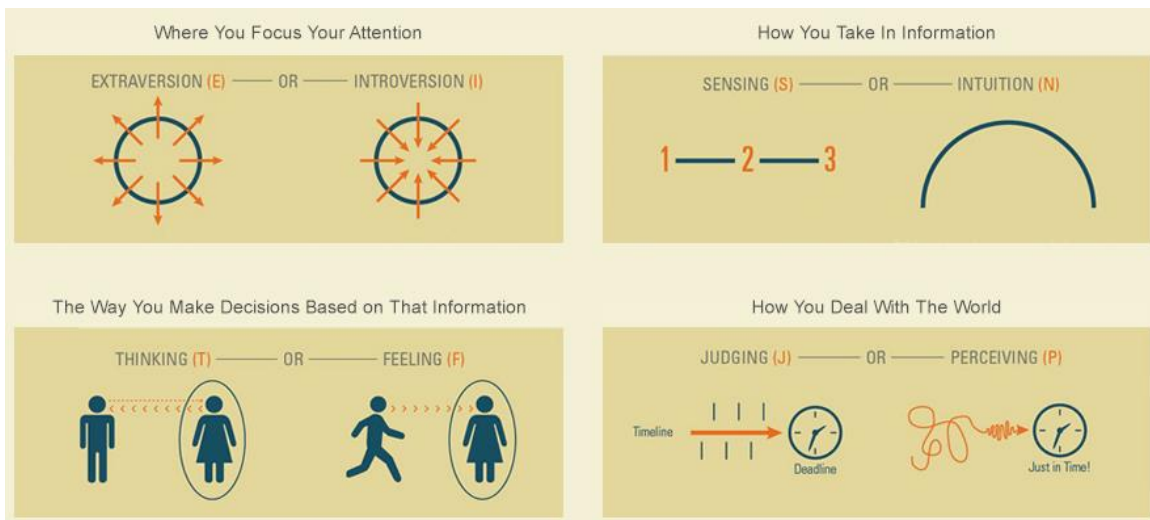 Where You Focus Your Attention
EXTRAVERSION (E) OR INTROVERSION (I)
How You Take In Information
SENSING (S) OR INTUITION (N)
1 2 3
The Way You Make Decisions Based on That Information
THINKING (T) OR FEELING (F)
How You Deal With The World
JUDGING (J) OR PERCEIVING (P)
Timeline
Deadline
Just in Time!